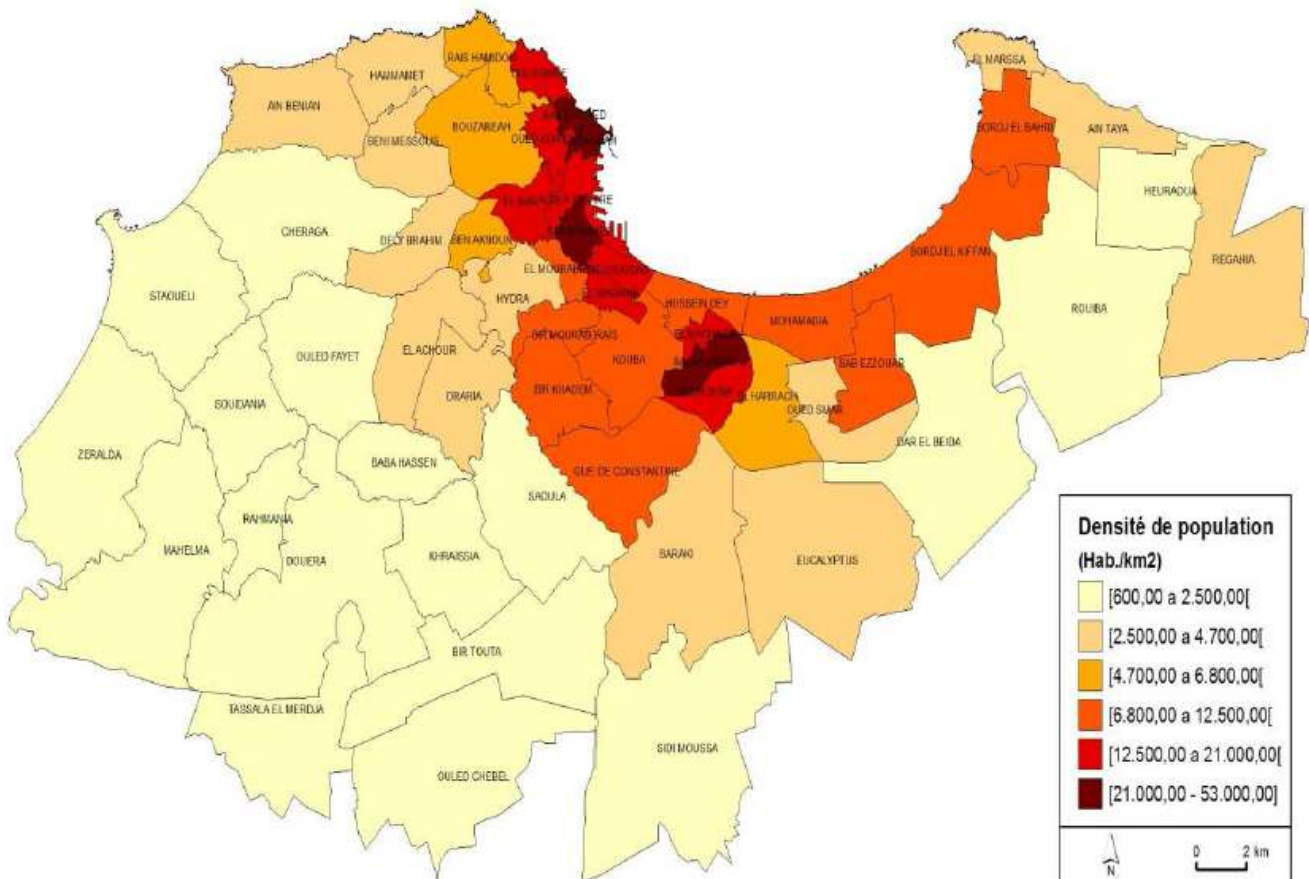 EL MARSSA
RAIS HAMIDOU
HAMMAMET
AIN BENIAN
BORDJ EL BAHRI
AIN TAYA
BOUZAREAH
BENI MESSOUS
HEURAOUA
CHERAGA
DELY BRAHIM
BEN AKNOUN
BORDJ EL KIFFAN
REGAHIA
STAOUELI
HYDRA
HUSSEIN DEY
ROUIBA
MOHAMADIA
BIR MOURAD RAIS
OULED FAYET
EL ACHOUR
KOUBA
BAB EZZOUAR
DRARIA
BIR KHADEM
EL HARRACH
SOUIDANIA
OUED SMAR
DAR EL BEIDA
ZERALDA
BABA HASSEN
GUE DE CONSTANTINE
SAOULA
RAHMANIA
MAHELMA
DOUERA
KHRAISSIA
BARAKI
EUCALYPTUS
BIR TOUTA
TASSALA EL MERDJA
SIDI MOUSSA
OULED CHEBEL
Densité de population
(Hab./km2)
[600,00 a 2.500,00[
[2.500,00 a 4.700,00[
[4.700,00 a 6.800,00[
[6.800,00 a 12.500,00[
[12.500,00 a 21.000,00[
[21.000,00 - 53.000,00]
N
0 2 km